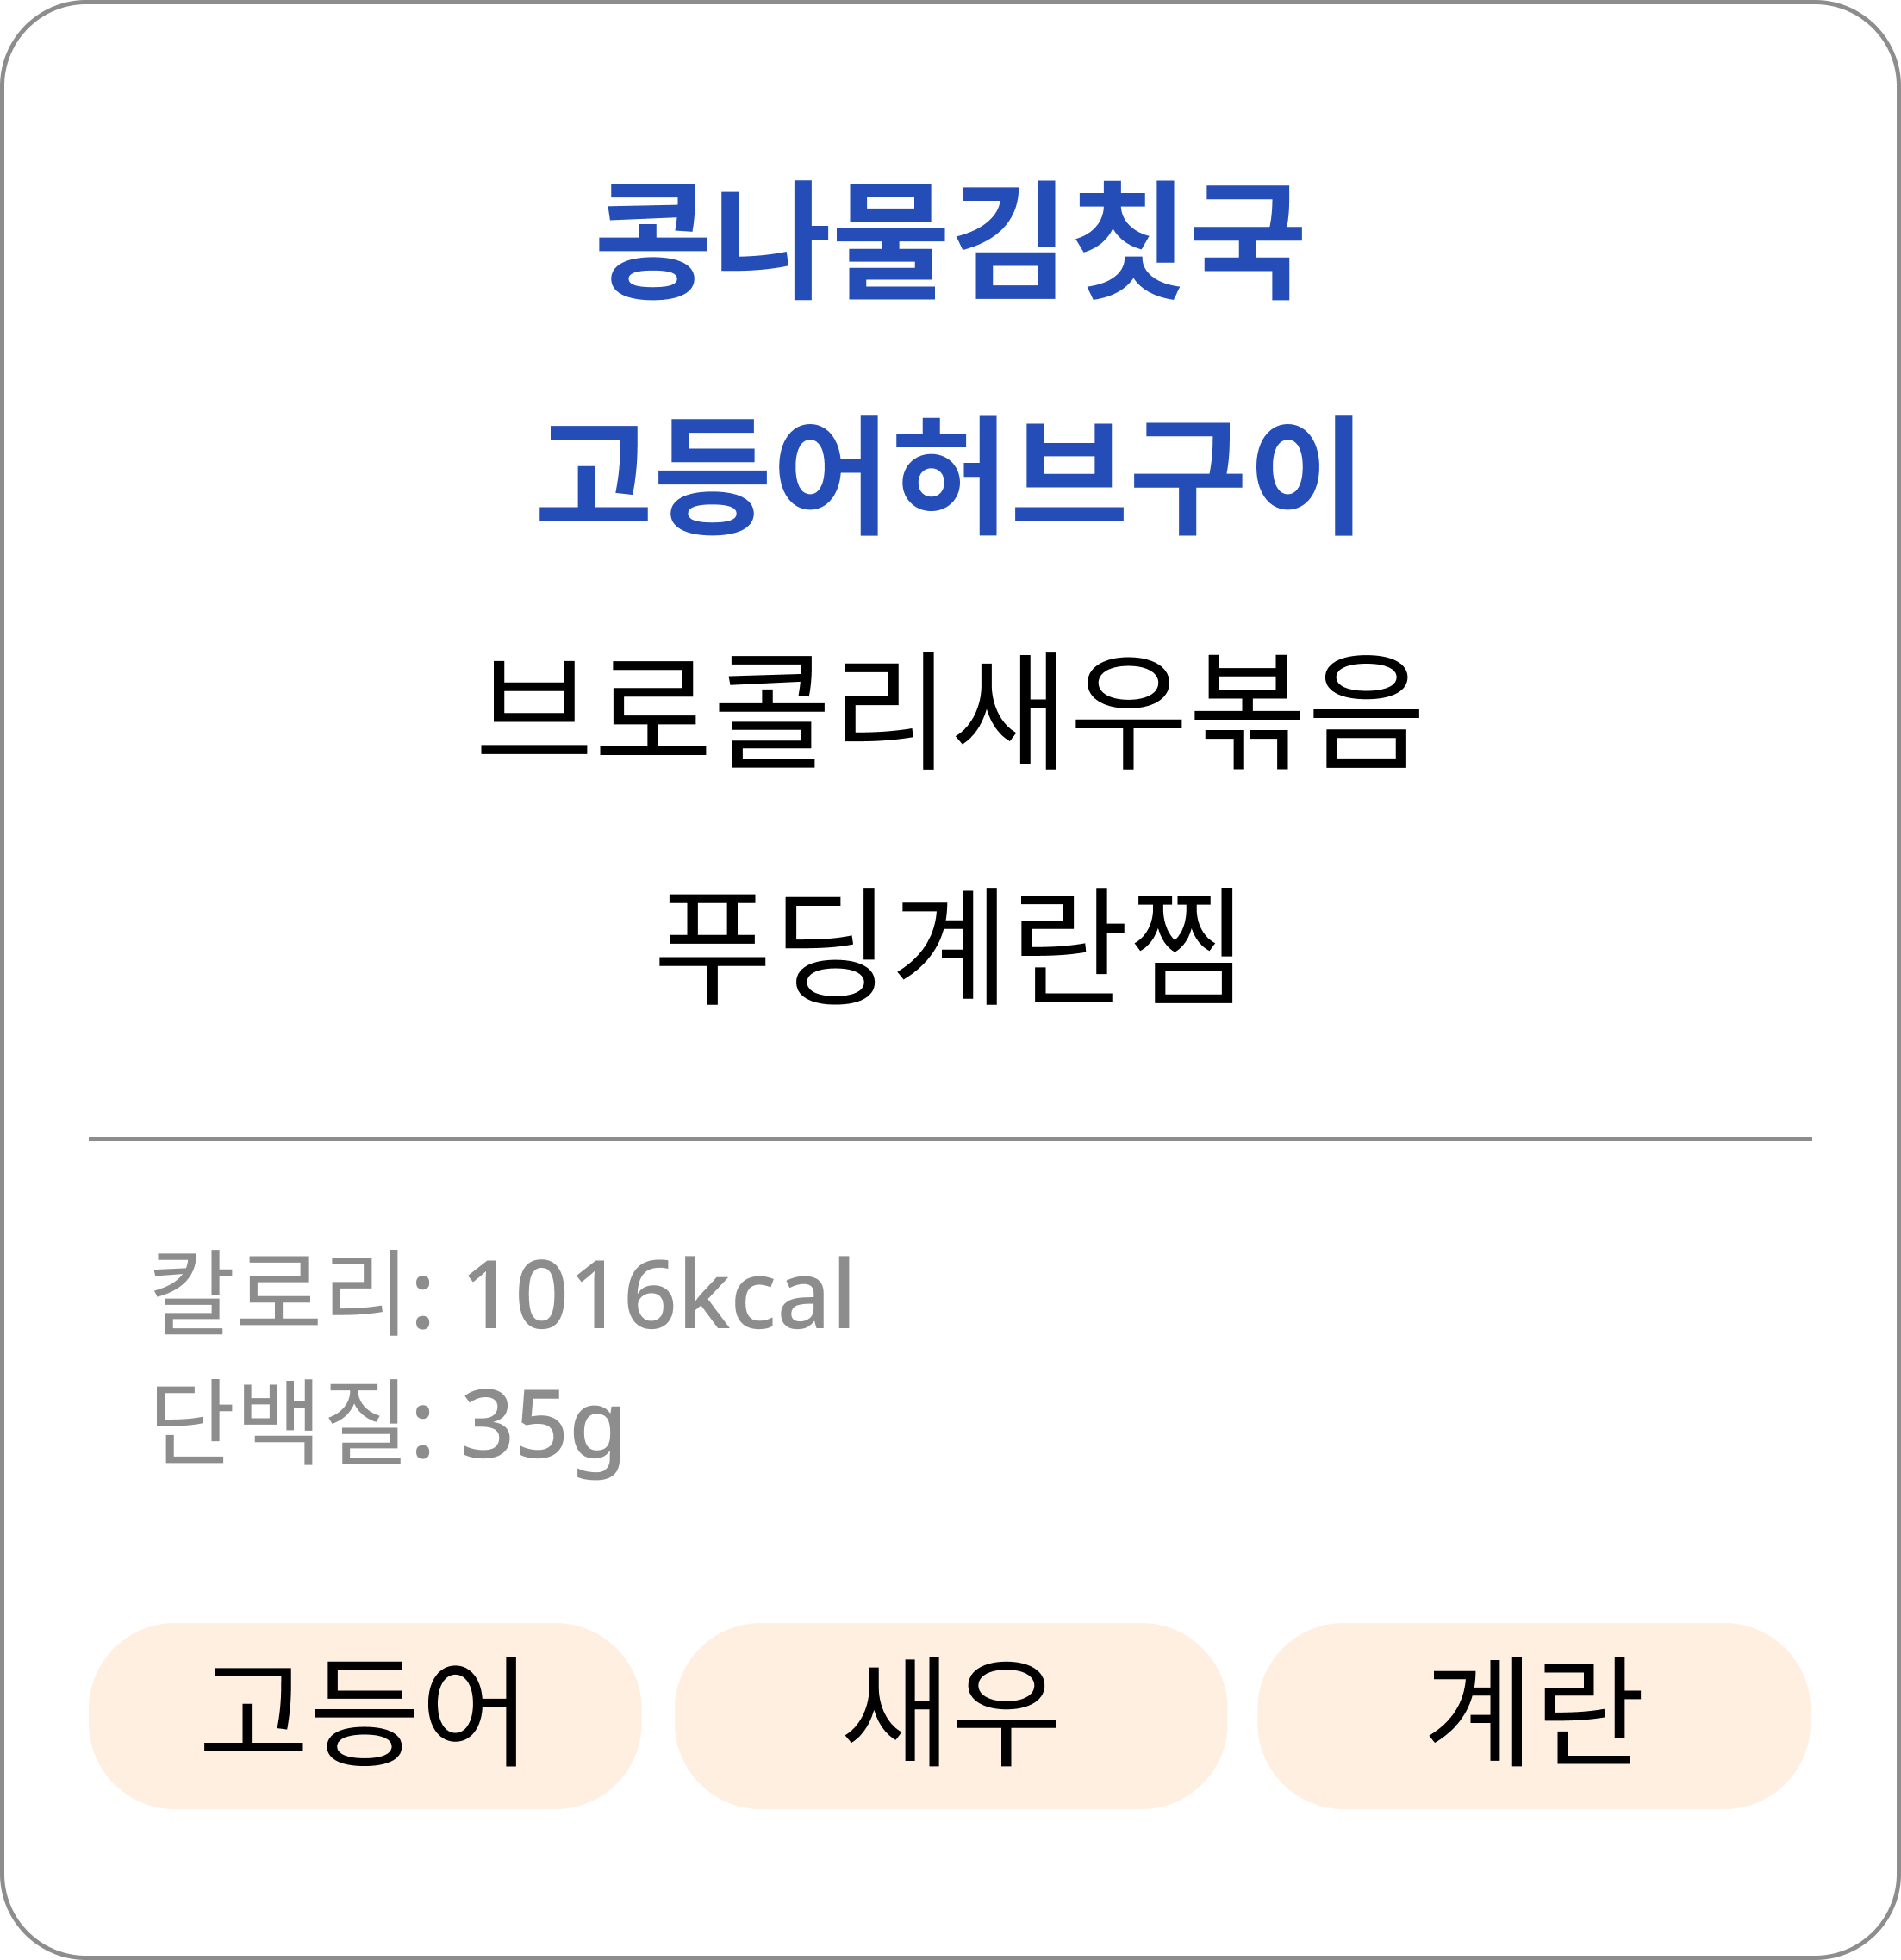 콩나물김칫국
고등어허브구이
브로콜리새우볶음
푸딩계란찜
칼로리: 1016kcal
단백질: 35g
고등어 새우 계란